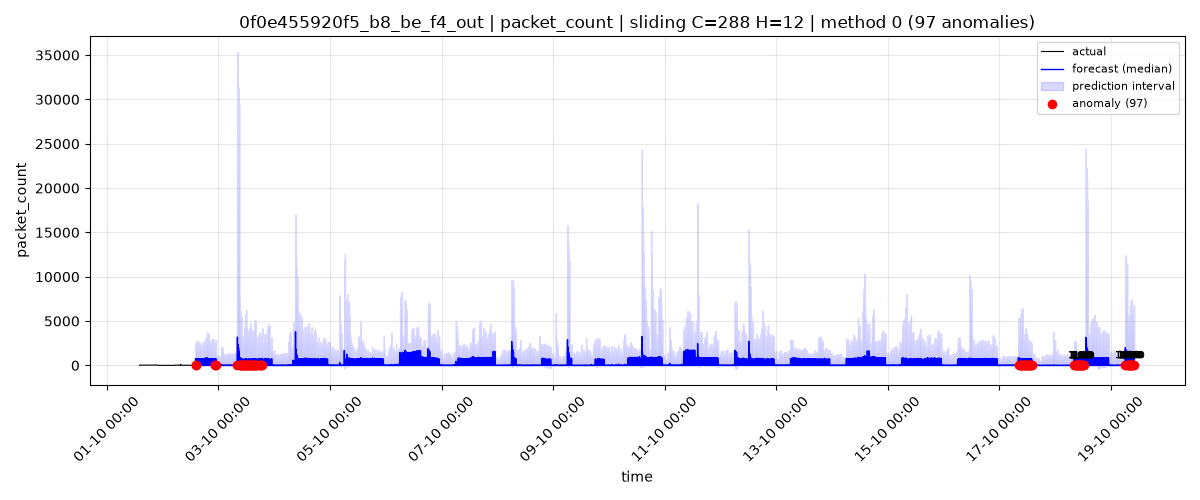 0f0e455920f5_b8_be_f4_out | packet_count | sliding C=288 H=12 | method 0 (97 anomalies)
actual
forecast (median)
prediction interval
anomaly (97)
packet_count
35000
30000
25000
20000
15000
10000
5000
0
01-10 00:00
03-10 00:00
05-10 00:00
07-10 00:00
09-10 00:00
11-10 00:00
13-10 00:00
15-10 00:00
17-10 00:00
19-10 00:00
time